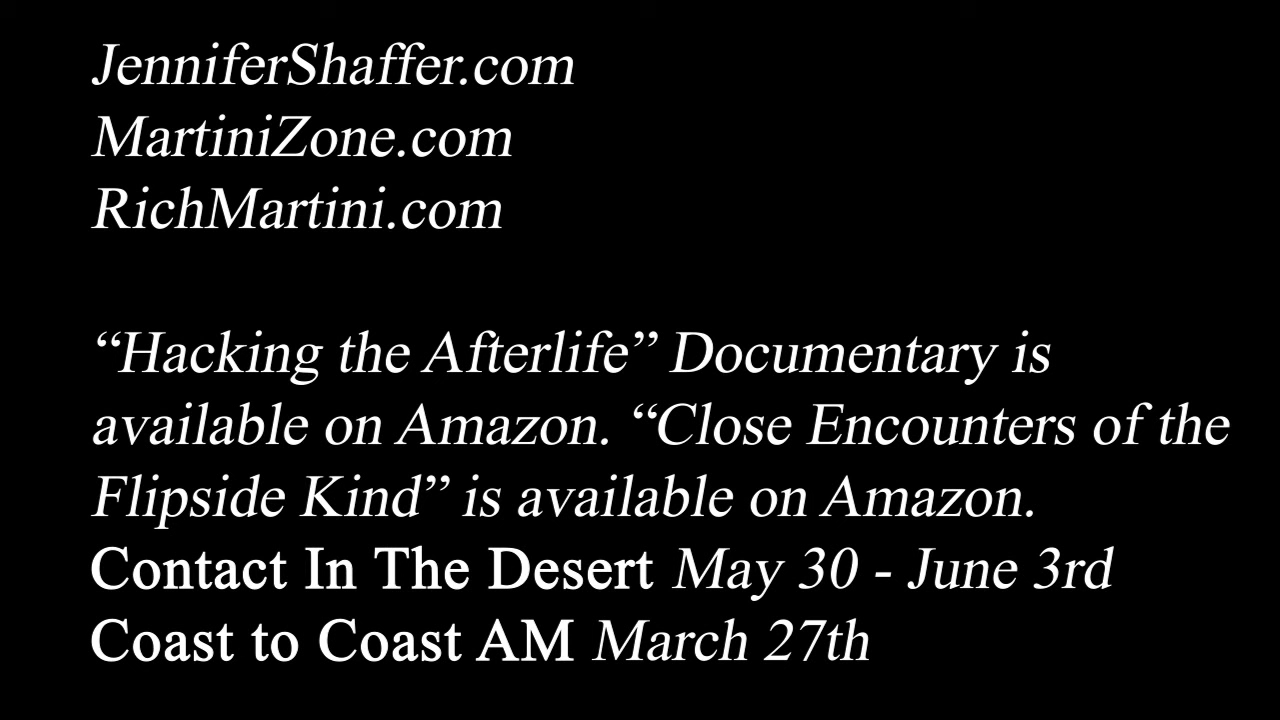 JenniferShaffer.com
MartiniZone.com
RichMartini.com
“Hacking the Afterlife” Documentary is
available on Amazon. “Close Encounters of the
Flipside Kind” is available on Amazon.
Contact In The Desert May 30 - June 3rd
Coast to Coast AM March 27th